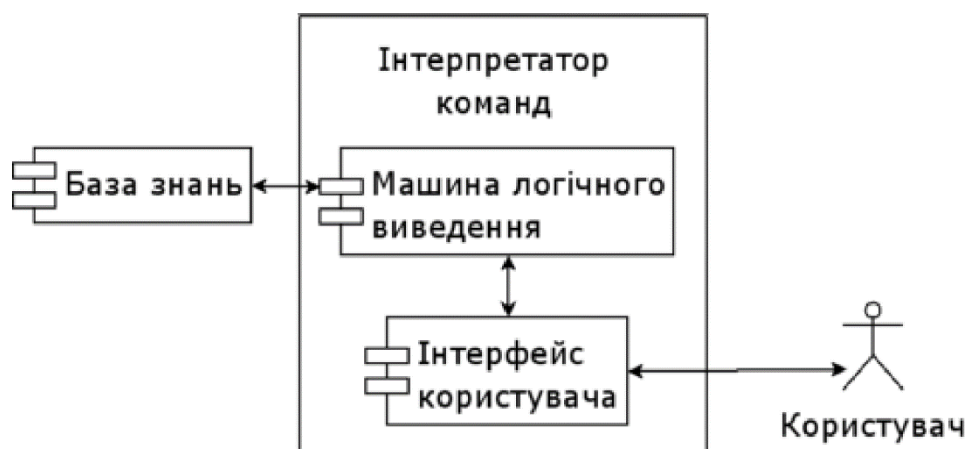 Інтерпретатор
команд
База знань
Машина логічного
виведення
Інтерфейс
користувача
Користувач